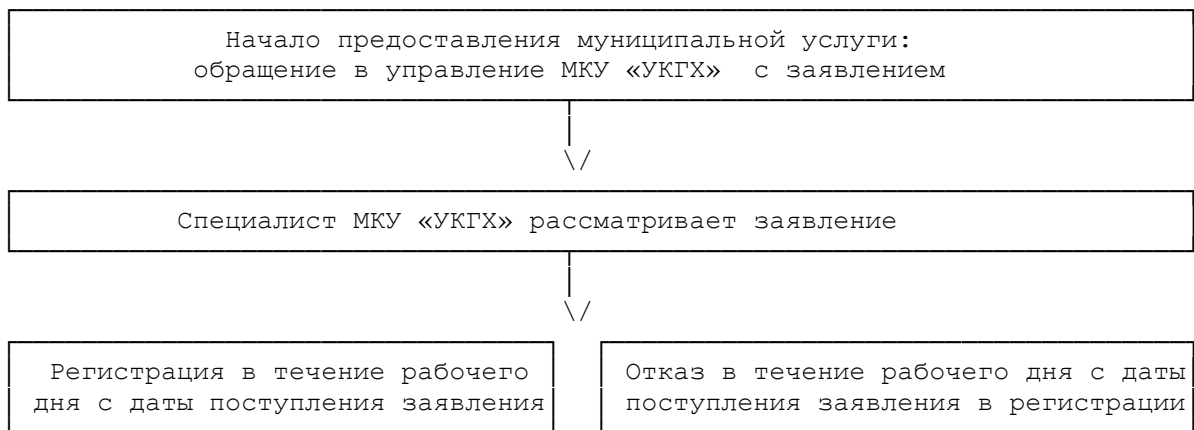 Начало предоставления муниципальной услуги:
обращение в управление МКУ «УКГХ» с заявлением
\/
Специалист МКУ «УКГХ» рассматривает заявление
\/
Регистрация в течение рабочего
дня с даты поступления заявления
Отказ в течение рабочего дня с даты
поступления заявления в регистрации